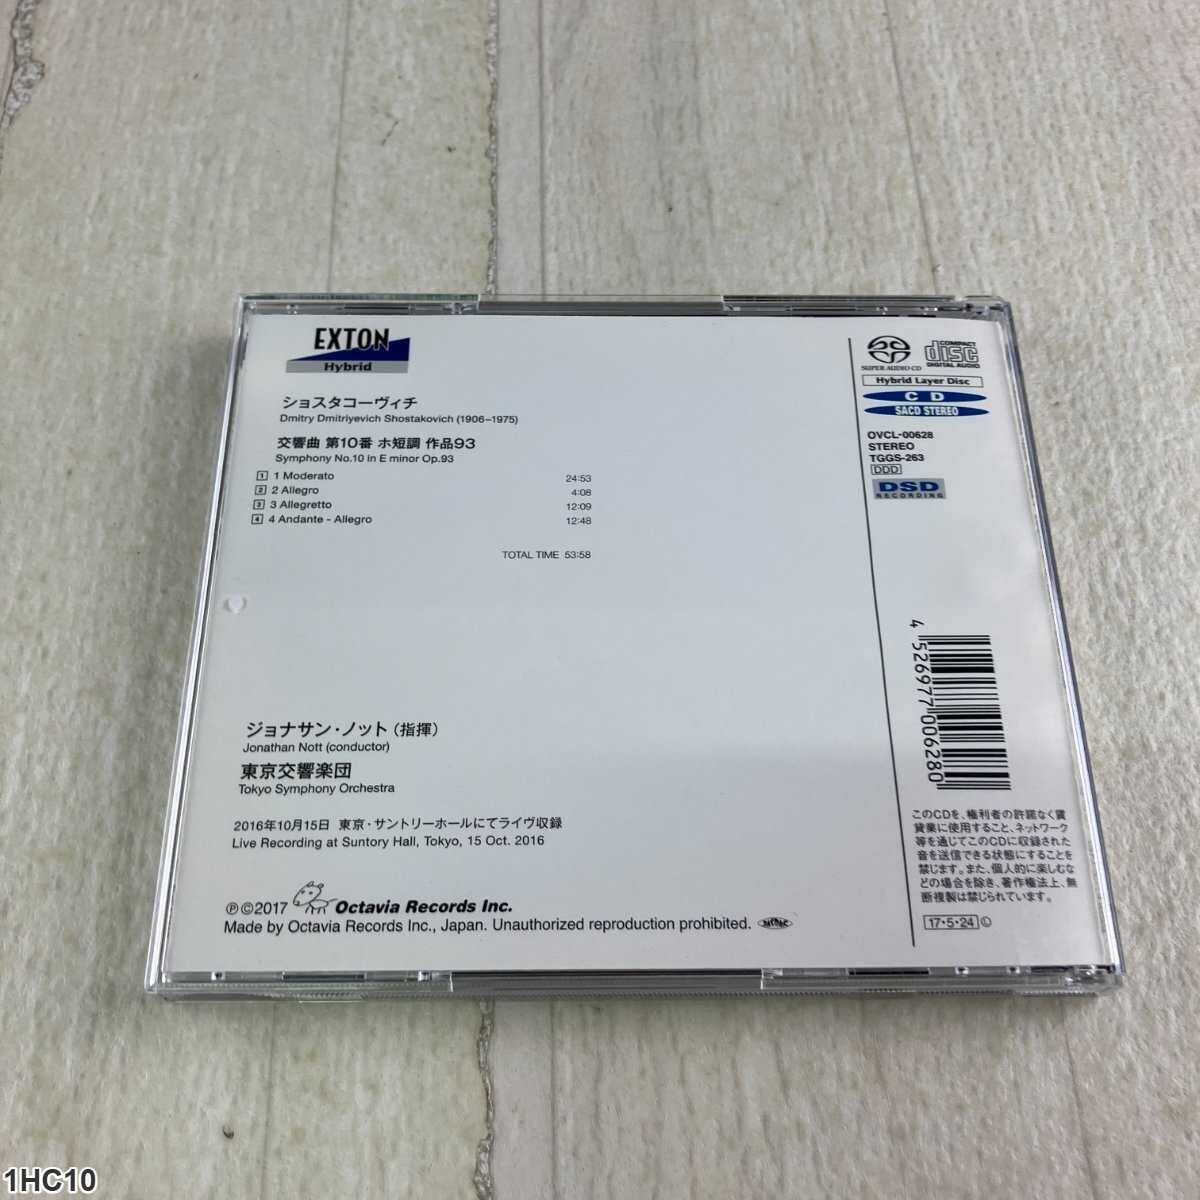 EXTON
Hybrid
ショスタコーヴィチ
Dmitry Dmitriyevich Shostakovich (1906–1975)
交響曲 第10番 ホ短調 作品93
Symphony No.10 in E minor Op.93
1 1 Moderato 24:53
2 2 Allegro 4:08
3 3 Allegretto 12:09
4 4 Andante - Allegro 12:48
TOTAL TIME 53:58
ジョナサン・ノット(指揮)
Jonathan Nott (conductor)
東京交響楽団
Tokyo Symphony Orchestra
2016年10月15日 東京・サントリーホールにてライヴ収録
Live Recording at Suntory Hall, Tokyo, 15 Oct. 2016
℗©2017 Octavia Records Inc.
Made by Octavia Records Inc., Japan. Unauthorized reproduction prohibited.
SUPER AUDIO CD
COMPACT
disc
DIGITAL AUDIO
Hybrid Layer Disc
CD
SACD STEREO
OVCL-00628
STEREO
TGGS-263
DDD
DSD
RECORDING
4 526977 006280
このCDを、権利者の許諾なく賃
貸業に使用すること、ネットワーク
等を通じてこのCDに収録された
音を送信できる状態にすることを
禁じます。また、個人的に楽しむな
どの場合を除き、著作権法上、無
断複製は禁じられています。
17・5・24 Ⓛ
1HC10